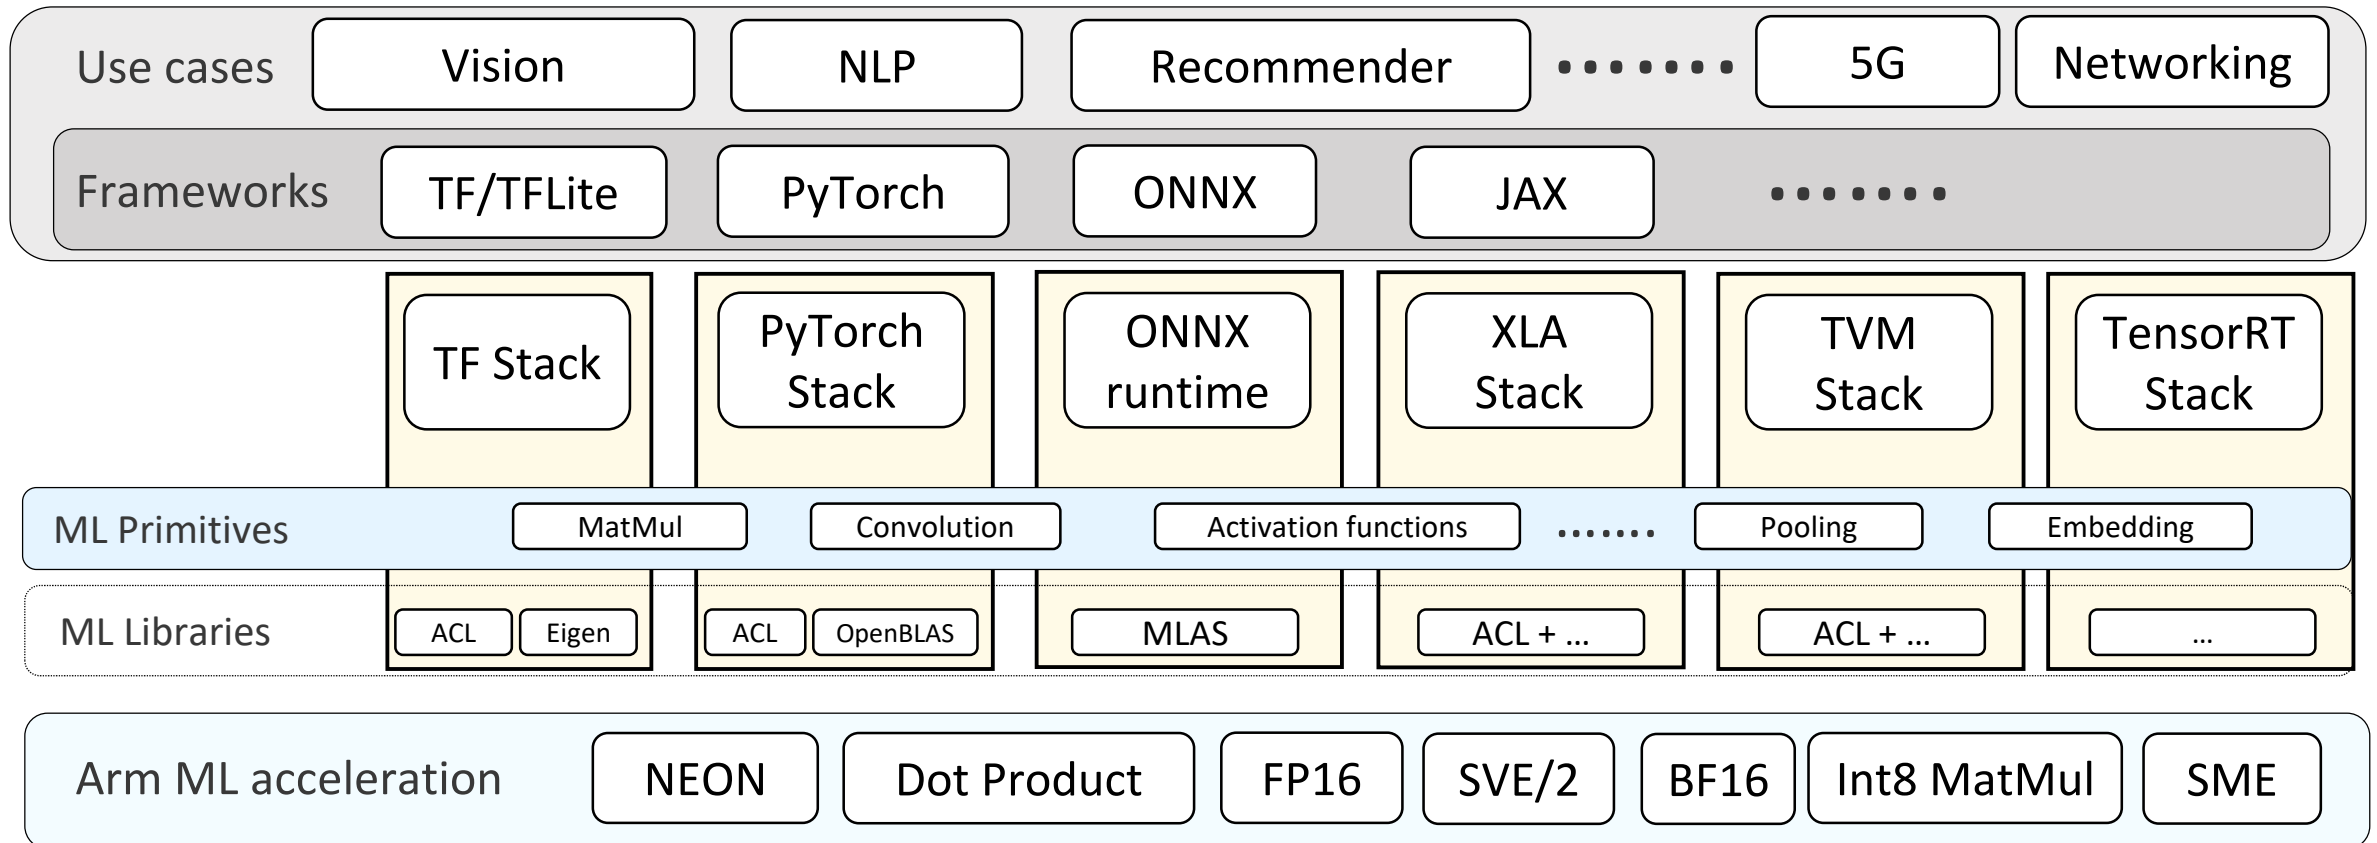 Use cases
Vision
NLP
Recommender
.......
5G
Networking
Frameworks
TF/TFLite
PyTorch
ONNX
JAX
.......
TF Stack
PyTorch
Stack
ONNX
runtime
XLA
Stack
TVM
Stack
TensorRT
Stack
ML Primitives
MatMul
Convolution
Activation functions
.......
Pooling
Embedding
ML Libraries
ACL
Eigen
ACL
OpenBLAS
MLAS
ACL + ...
ACL + ...
...
Arm ML acceleration
NEON
Dot Product
FP16
SVE/2
BF16
Int8 MatMul
SME